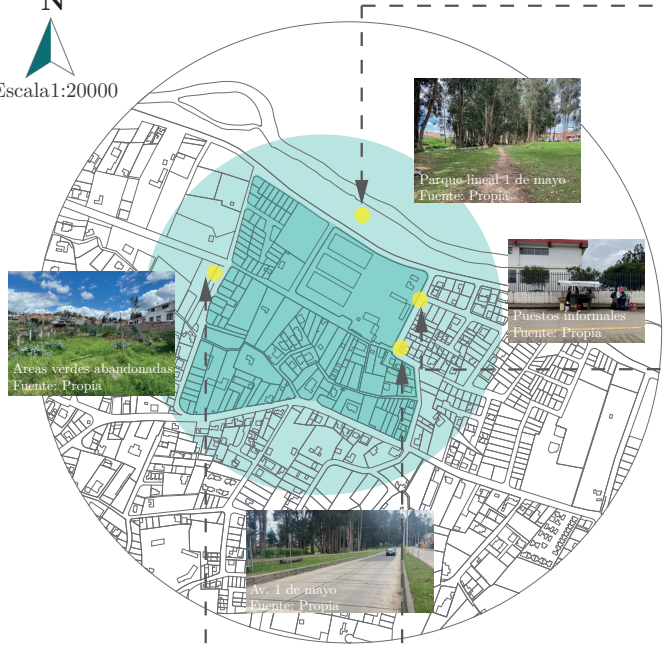 N
Escala1:20000
Parque lineal 1 de mayo
Fuente: Propia
Puestos informales
Fuente: Propia
Areas verdes abandonadas
Fuente: Propia
Av. 1 de mayo
Fuente: Propia